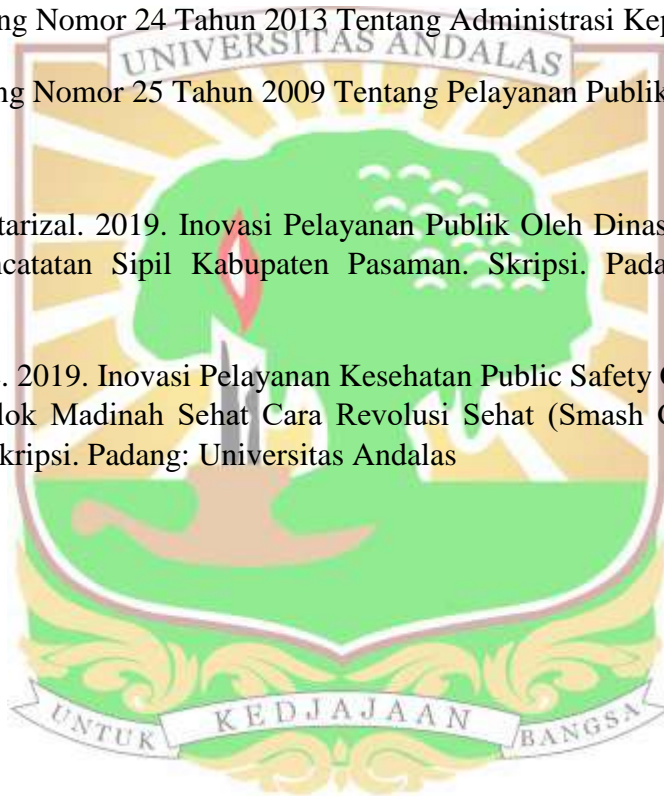 ng Nomor 24 Tahun 2013 Tentang Administrasi Kep
UNIVERSITAS ANDALAS
ng Nomor 25 Tahun 2009 Tentang Pelayanan Publik
tarizal. 2019. Inovasi Pelayanan Publik Oleh Dinas
ncatatan Sipil Kabupaten Pasaman. Skripsi. Pada
. 2019. Inovasi Pelayanan Kesehatan Public Safety
lok Madinah Sehat Cara Revolusi Sehat (Smash
kripsi. Padang: Universitas Andalas
UNTUK KEDJAJAAN BANGSA